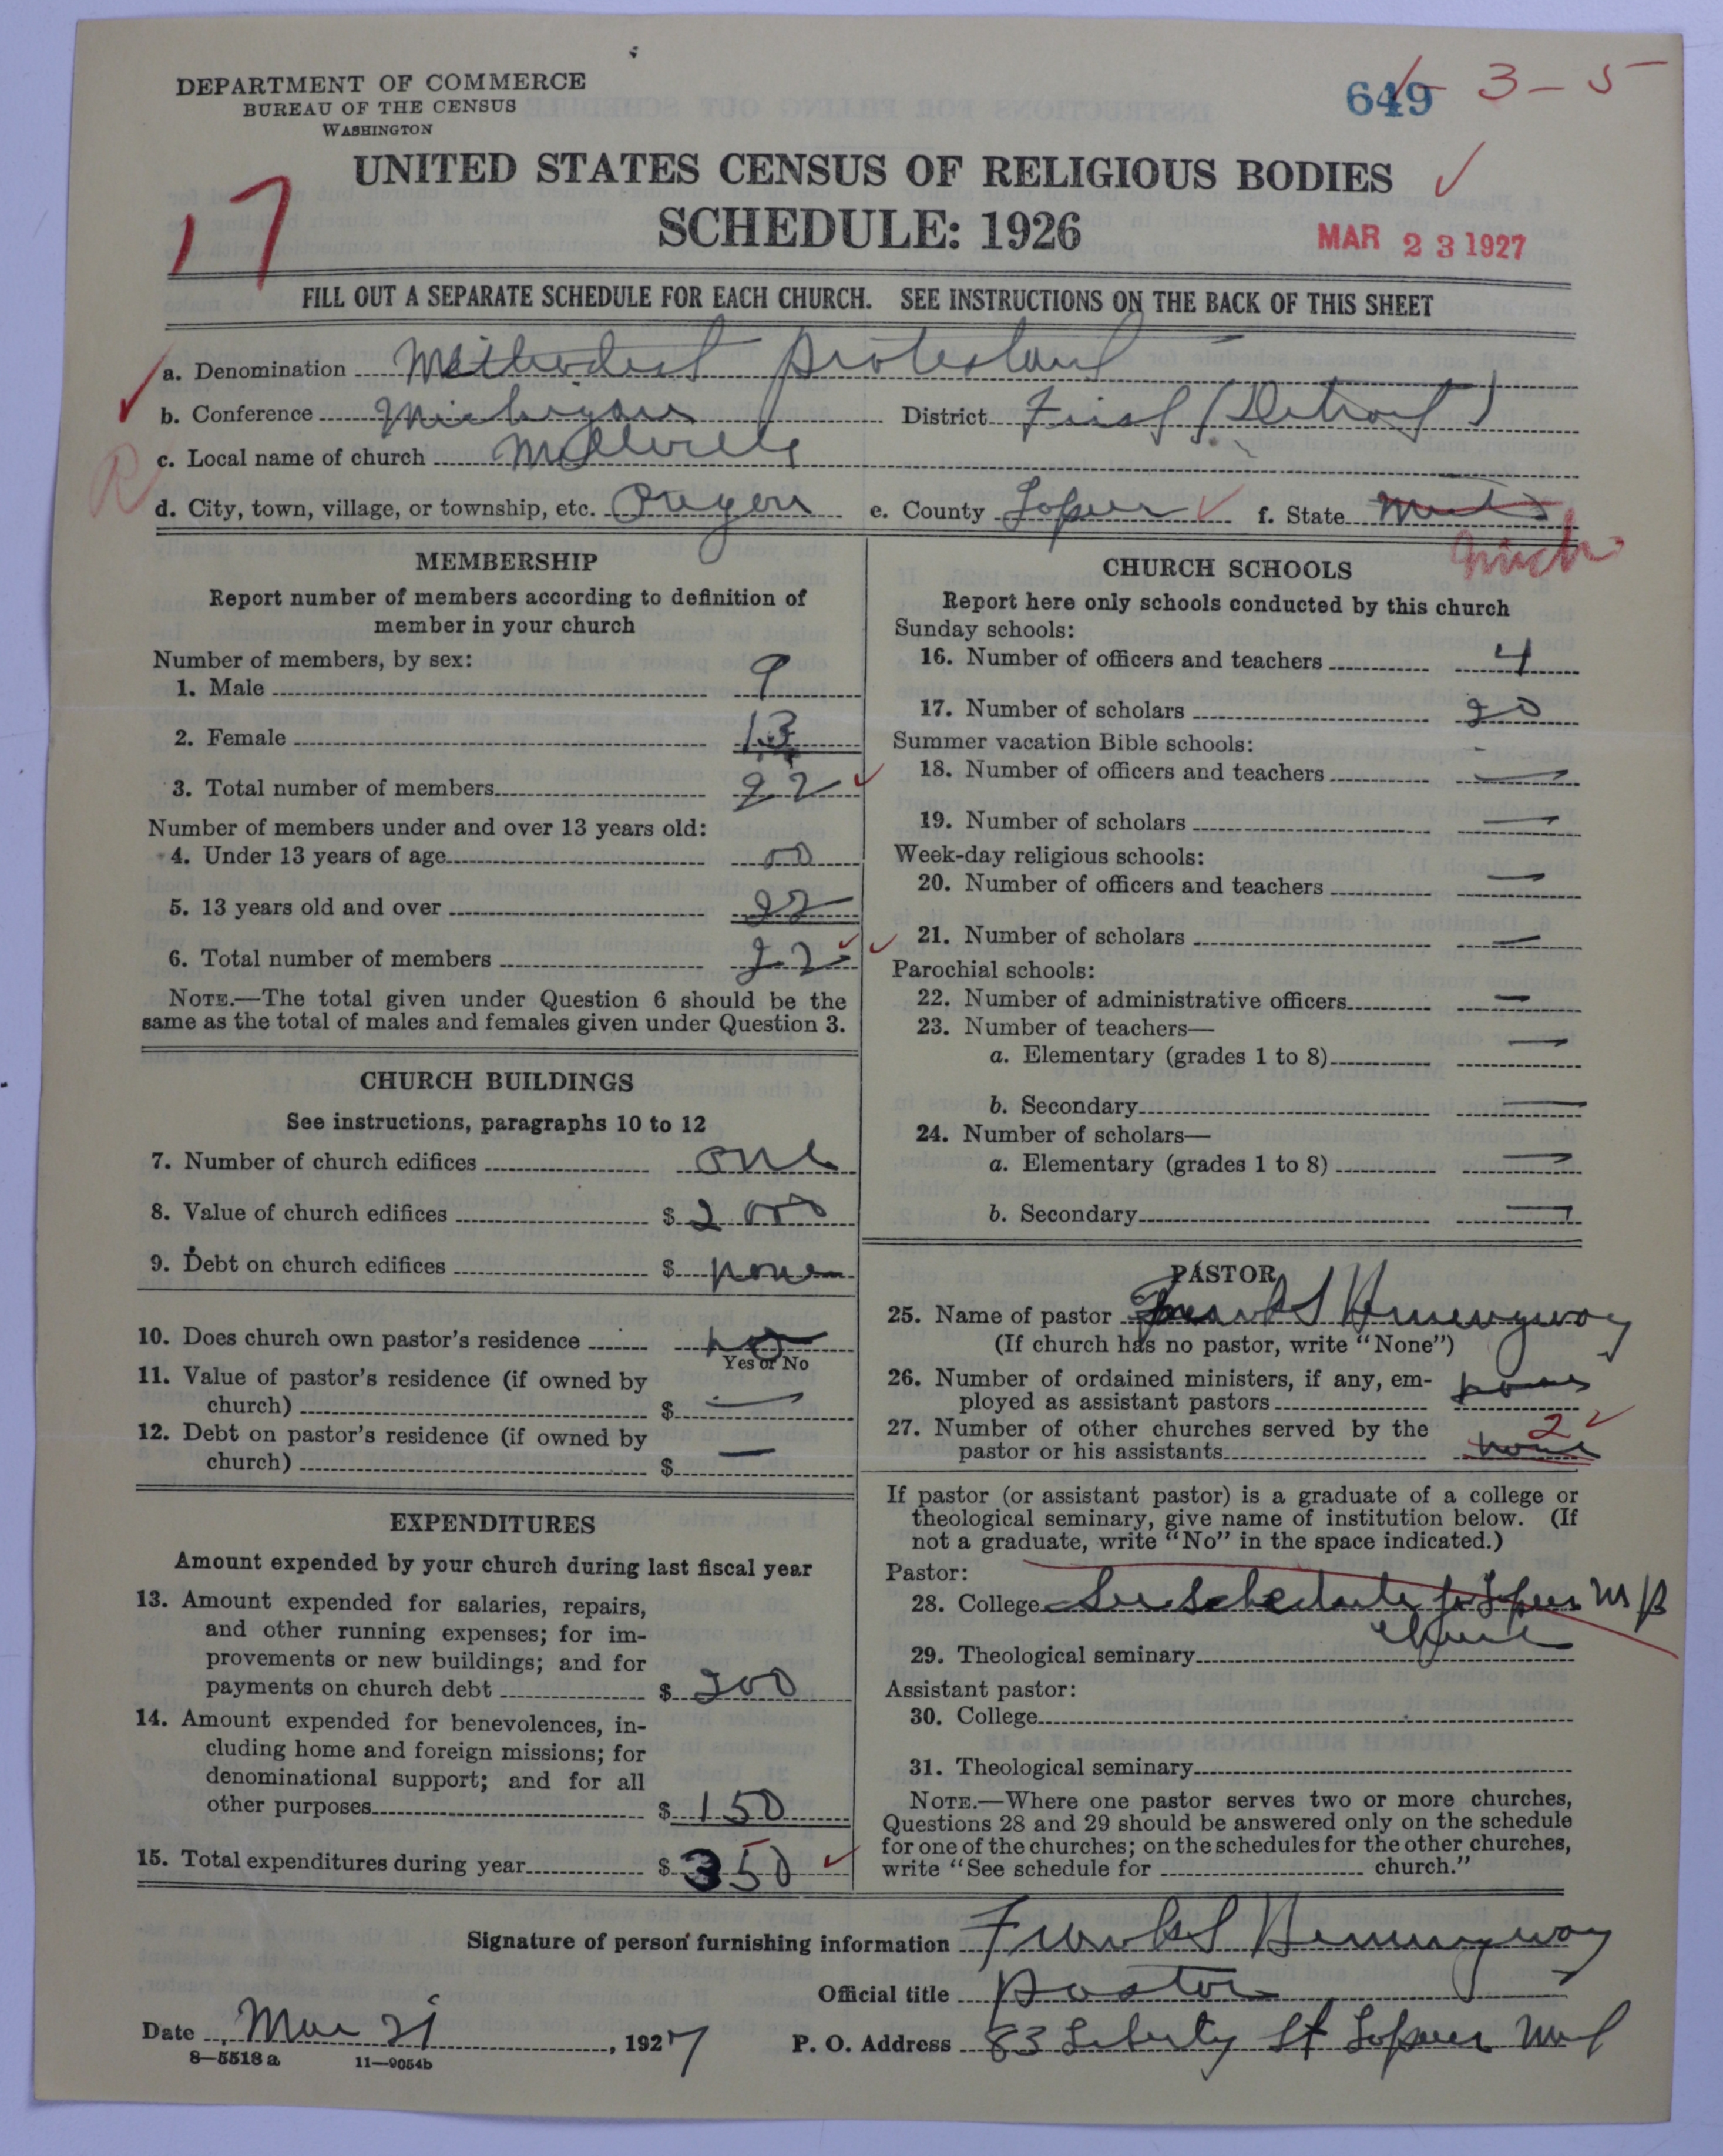 DEPARTMENT OF COMMERCE
BUREAU OF THE CENSUS
WASHINGTON
649 3-5
UNITED STATES CENSUS OF RELIGIOUS BODIES
SCHEDULE: 1926
17
MAR 23 1927
FILL OUT A SEPARATE SCHEDULE FOR EACH CHURCH. SEE INSTRUCTIONS ON THE BACK OF THIS SHEET
a. Denomination Methodist Protestant
b. Conference Michigan District First (Detroit)
R
c. Local name of church
d. City, town, village, or township, etc. Oregon e. County Lapeer f. State Mich
MEMBERSHIP
Report number of members according to definition of
member in your church
Number of members, by sex:
1. Male 9
2. Female 13
3. Total number of members 22
Number of members under and over 13 years old:
4. Under 13 years of age 00
5. 13 years old and over 22
6. Total number of members 22
NOTE.—The total given under Question 6 should be the
same as the total of males and females given under Question 3.
CHURCH BUILDINGS
See instructions, paragraphs 10 to 12
7. Number of church edifices one
8. Value of church edifices $ 2000
9. Debt on church edifices $ none
10. Does church own pastor's residence no
Yes or No
11. Value of pastor's residence (if owned by
church) $ —
12. Debt on pastor's residence (if owned by
church) $ —
EXPENDITURES
Amount expended by your church during last fiscal year
13. Amount expended for salaries, repairs,
and other running expenses; for im-
provements or new buildings; and for
payments on church debt $ 200
14. Amount expended for benevolences, in-
cluding home and foreign missions; for
denominational support; and for all
other purposes $ 150
15. Total expenditures during year $ 350
CHURCH SCHOOLS
Report here only schools conducted by this church
Sunday schools:
16. Number of officers and teachers 4
17. Number of scholars 20
Summer vacation Bible schools:
18. Number of officers and teachers —
19. Number of scholars —
Week-day religious schools:
20. Number of officers and teachers —
21. Number of scholars —
Parochial schools:
22. Number of administrative officers —
23. Number of teachers—
a. Elementary (grades 1 to 8) —
b. Secondary —
24. Number of scholars—
a. Elementary (grades 1 to 8) —
b. Secondary —
PASTOR
25. Name of pastor Frank S Hemingway
(If church has no pastor, write "None")
26. Number of ordained ministers, if any, em-
ployed as assistant pastors none
27. Number of other churches served by the 2
pastor or his assistants none
If pastor (or assistant pastor) is a graduate of a college or
theological seminary, give name of institution below. (If
not a graduate, write "No" in the space indicated.)
Pastor:
28. College See Schedule for Lapeer M P
church
29. Theological seminary
Assistant pastor:
30. College
31. Theological seminary
NOTE.—Where one pastor serves two or more churches,
Questions 28 and 29 should be answered only on the schedule
for one of the churches; on the schedules for the other churches,
write "See schedule for church."
Signature of person furnishing information Frank S Hemingway
Official title Pastor
Date Mar 21, 1927 P. O. Address 83 Liberty St Lapeer Mich
8—5518 a 11—9054b